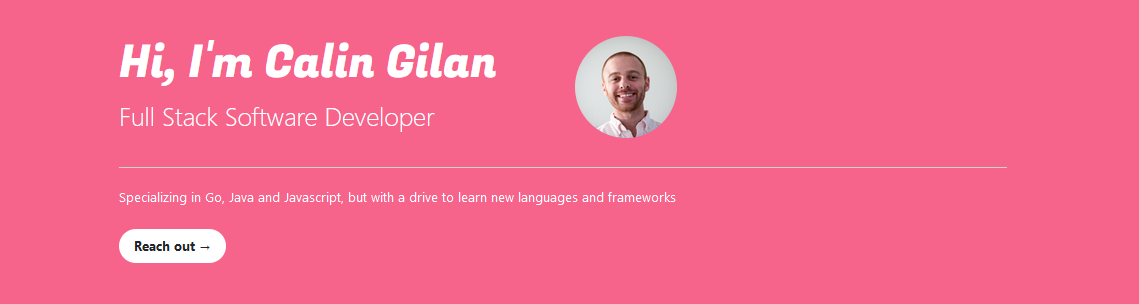 Hi, I'm Calin Gilan
Full Stack Software Developer
Specializing in Go, Java and Javascript, but with a drive to learn new languages and frameworks
Reach out →